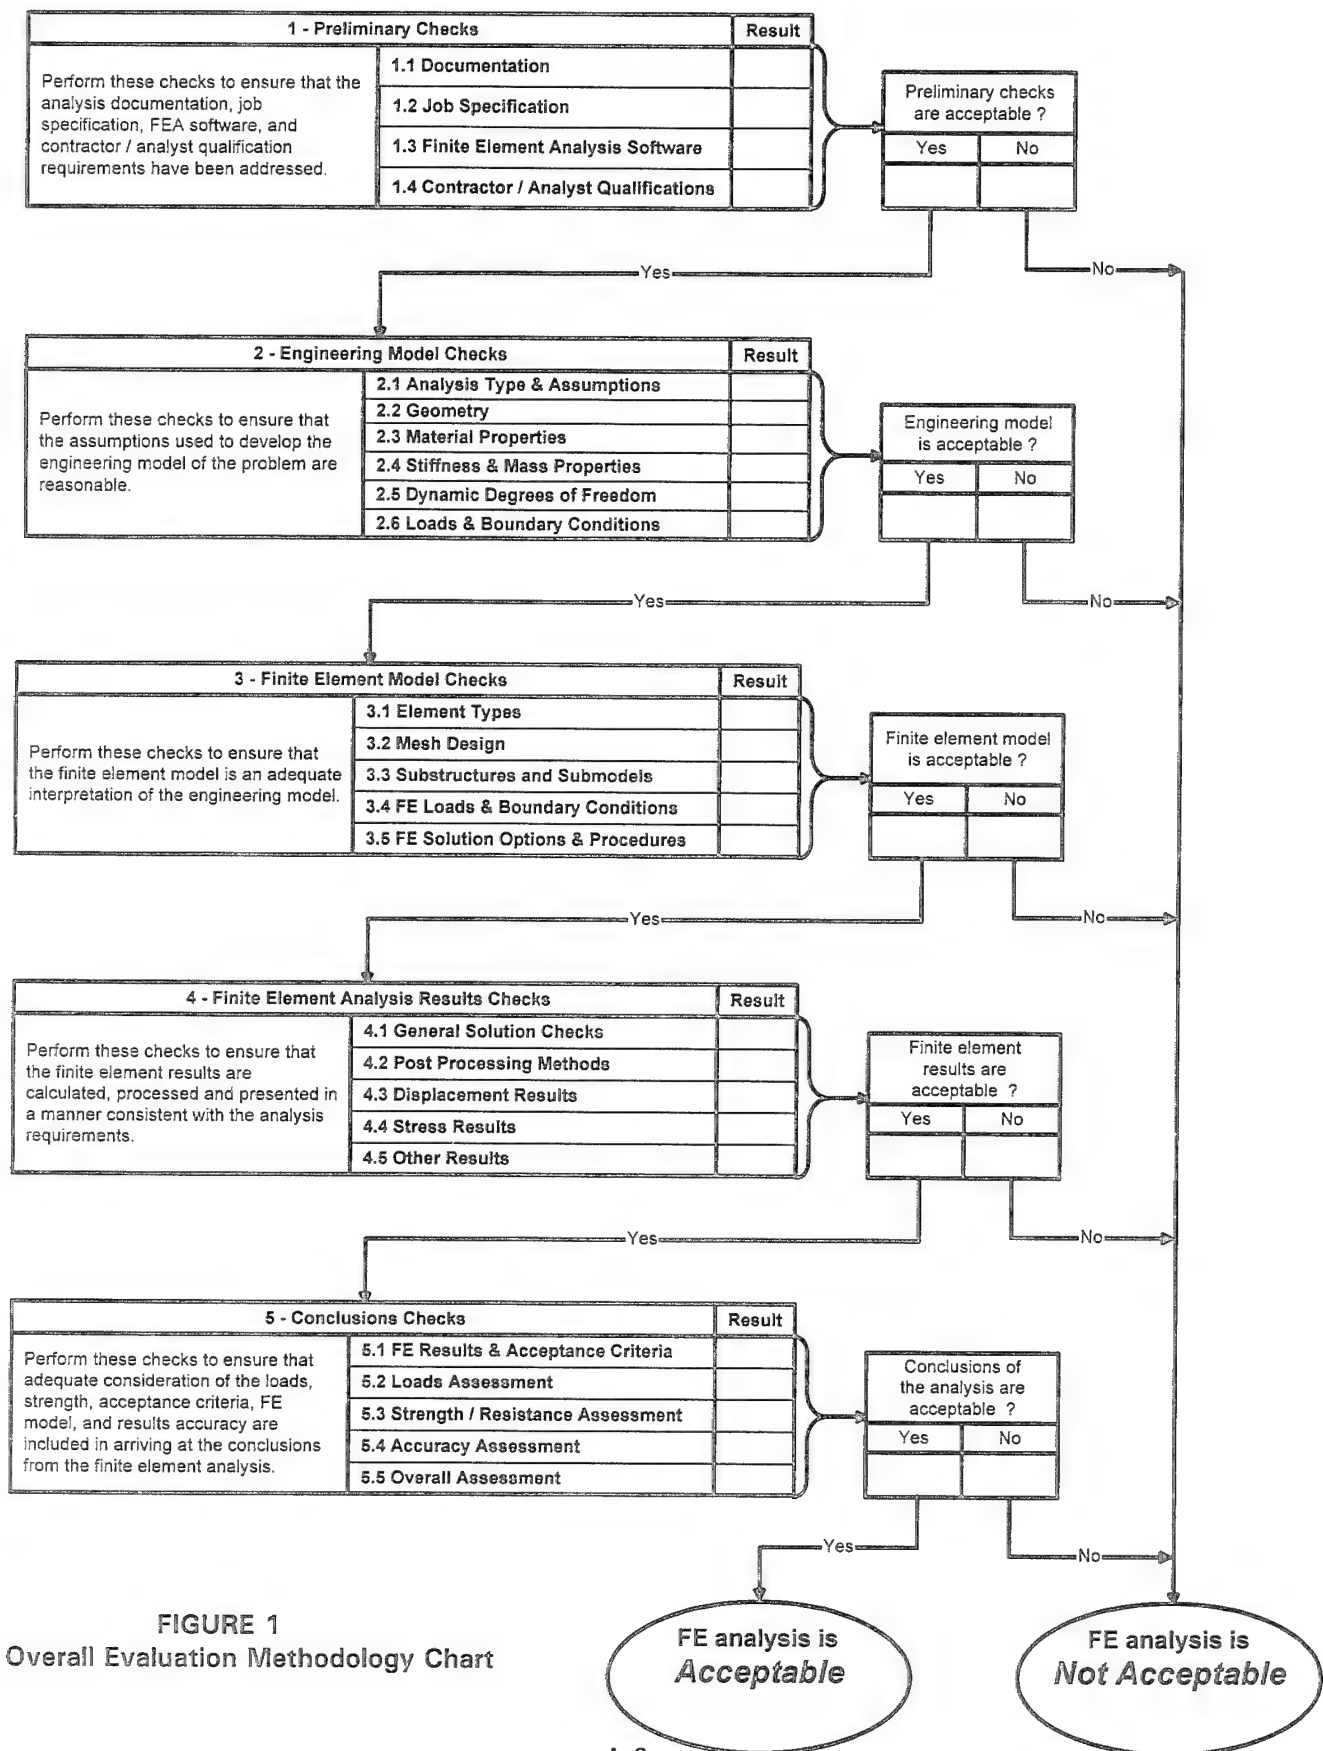 1 - Preliminary Checks
Result
Perform these checks to ensure that the
analysis documentation, job
specification, FEA software, and
contractor / analyst qualification
requirements have been addressed.
1.1 Documentation
1.2 Job Specification
1.3 Finite Element Analysis Software
1.4 Contractor / Analyst Qualifications
Preliminary checks
are acceptable ?
Yes
No
Yes
No
2 - Engineering Model Checks
Result
Perform these checks to ensure that
the assumptions used to develop the
engineering model of the problem are
reasonable.
2.1 Analysis Type & Assumptions
2.2 Geometry
2.3 Material Properties
2.4 Stiffness & Mass Properties
2.5 Dynamic Degrees of Freedom
2.6 Loads & Boundary Conditions
Engineering model
is acceptable ?
Yes
No
Yes
No
3 - Finite Element Model Checks
Result
Perform these checks to ensure that
the finite element model is an adequate
interpretation of the engineering model.
3.1 Element Types
3.2 Mesh Design
3.3 Substructures and Submodels
3.4 FE Loads & Boundary Conditions
3.5 FE Solution Options & Procedures
Finite element model
is acceptable ?
Yes
No
Yes
No
4 - Finite Element Analysis Results Checks
Result
Perform these checks to ensure that
the finite element results are
calculated, processed and presented in
a manner consistent with the analysis
requirements.
4.1 General Solution Checks
4.2 Post Processing Methods
4.3 Displacement Results
4.4 Stress Results
4.5 Other Results
Finite element
results are
acceptable ?
Yes
No
Yes
No
5 - Conclusions Checks
Result
Perform these checks to ensure that
adequate consideration of the loads,
strength, acceptance criteria, FE
model, and results accuracy are
included in arriving at the conclusions
from the finite element analysis.
5.1 FE Results & Acceptance Criteria
5.2 Loads Assessment
5.3 Strength / Resistance Assessment
5.4 Accuracy Assessment
5.5 Overall Assessment
Conclusions of
the analysis are
acceptable ?
Yes
No
Yes
No
FIGURE 1
Overall Evaluation Methodology Chart
FE analysis is
Acceptable
FE analysis is
Not Acceptable